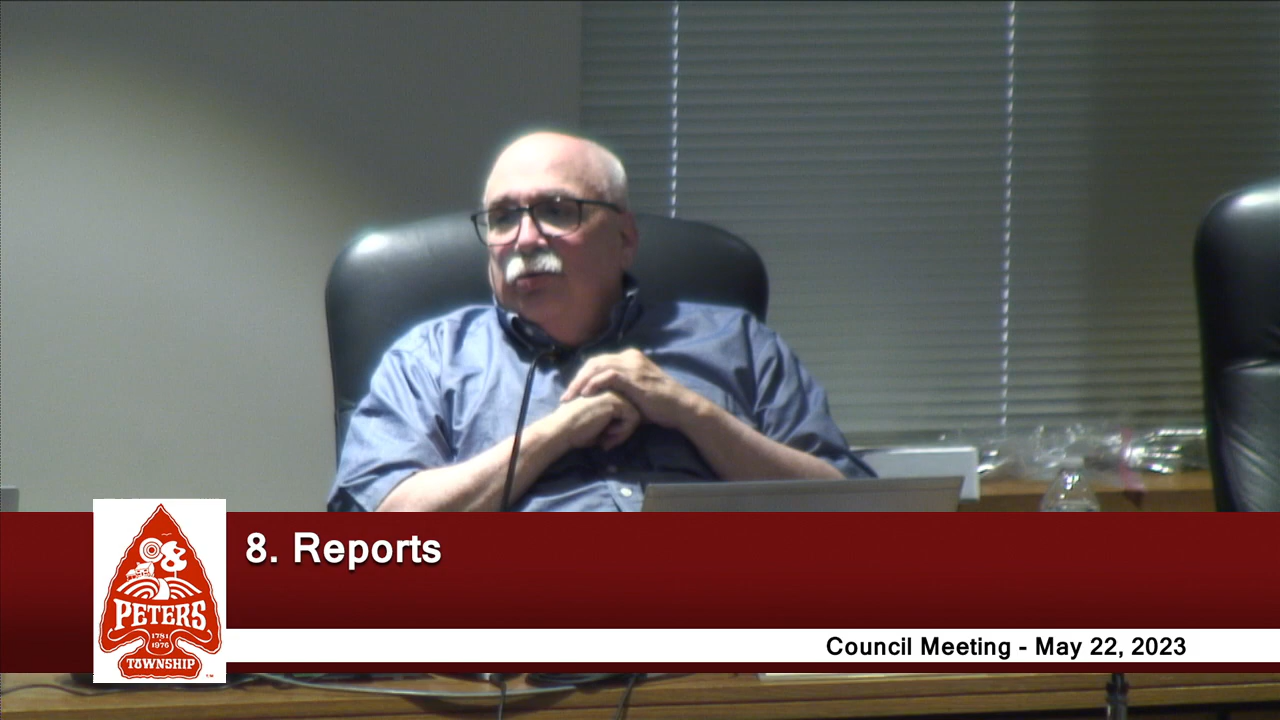 8. Reports
PETERS
1781
1976
TOWNSHIP
Council Meeting - May 22, 2023